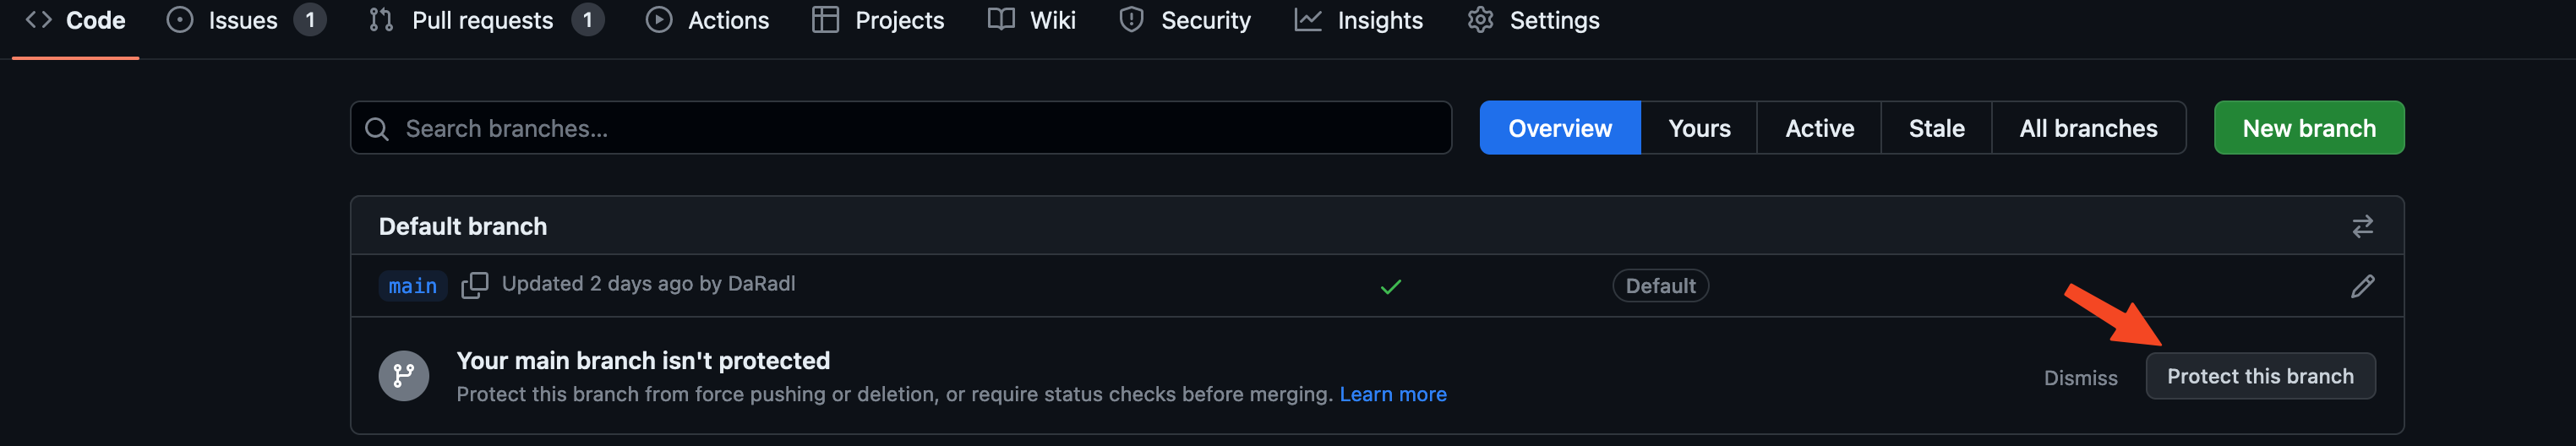 Code Issues 1 Pull requests 1 Actions Projects Wiki Security Insights Settings
Search branches... Overview Yours Active Stale All branches New branch
Default branch
main Updated 2 days ago by DaRadl Default
Your main branch isn't protected
Protect this branch from force pushing or deletion, or require status checks before merging. Learn more
Dismiss Protect this branch